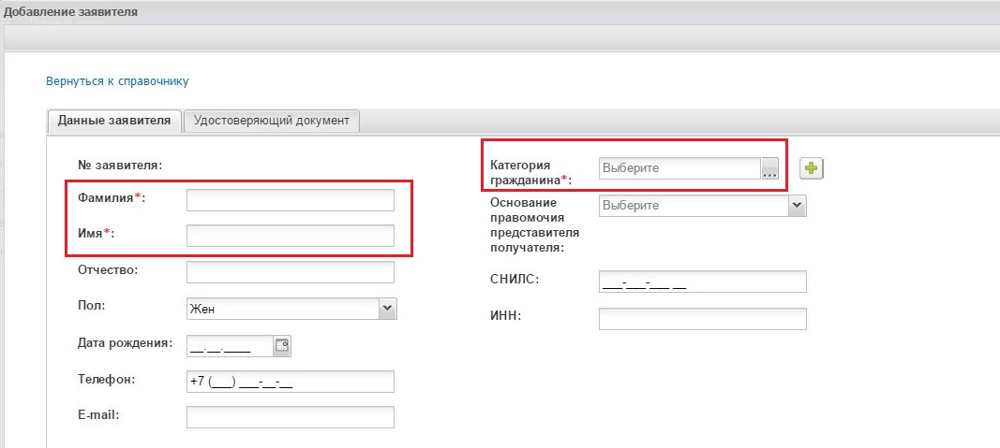 Добавление заявителя
Вернуться к справочнику
Данные заявителя
Удостоверяющий документ
№ заявителя:
Фамилия*:
Имя*:
Отчество:
Пол:
Жен
Дата рождения:
__.__.____
Телефон:
+7 (___) ___-__-__
E-mail:
Категория
гражданина*:
Выберите
...
Основание
правомочия
представителя
получателя:
Выберите
СНИЛС:
___-___-___ __
ИНН: